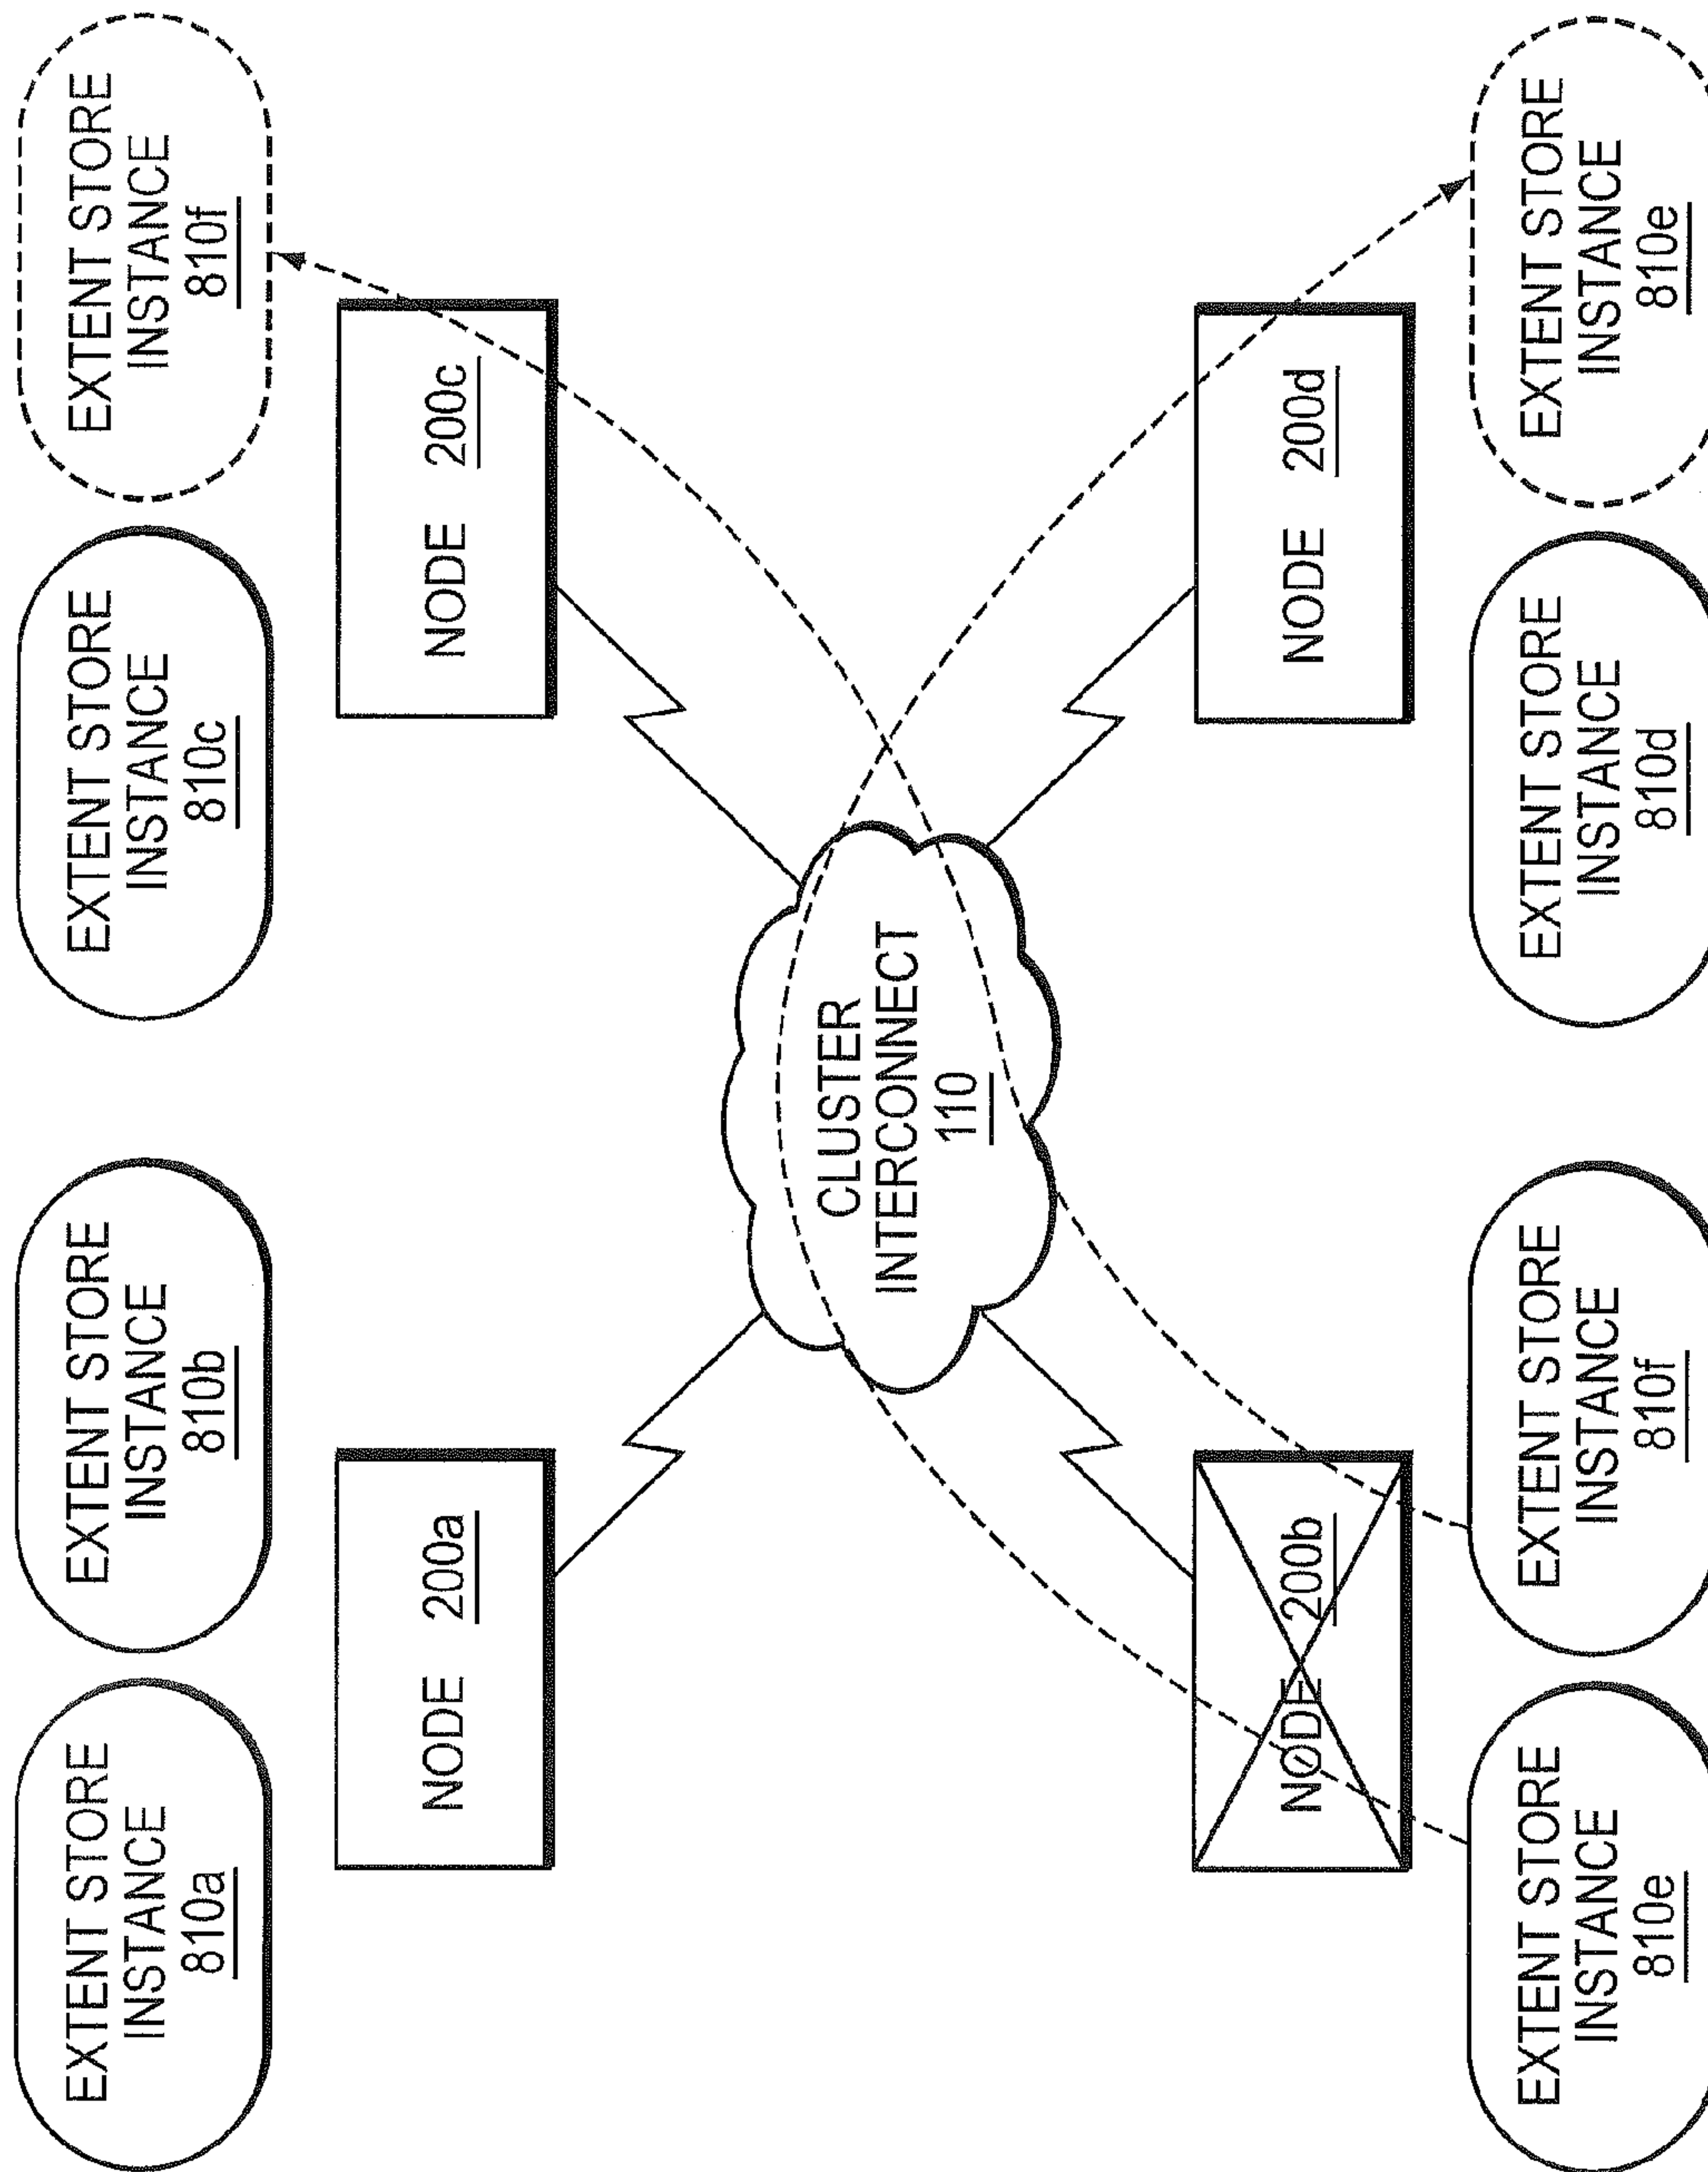 EXTENT STORE
INSTANCE
810a
EXTENT STORE
INSTANCE
810b
EXTENT STORE
INSTANCE
810c
EXTENT STORE
INSTANCE
810f
NODE 200a
NODE 200c
CLUSTER
INTERCONNECT
110
NODE 200b
NODE 200d
EXTENT STORE
INSTANCE
810e
EXTENT STORE
INSTANCE
810f
EXTENT STORE
INSTANCE
810d
EXTENT STORE
INSTANCE
810e